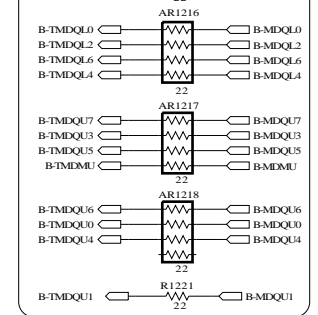 22
AR1216
B-TMDQL0 B-MDQL0
B-TMDQL2 B-MDQL2
B-TMDQL6 B-MDQL6
B-TMDQL4 B-MDQL4
22
AR1217
B-TMDQU7 B-MDQU7
B-TMDQU3 B-MDQU3
B-TMDQU5 B-MDQU5
B-TMDMU B-MDMU
22
AR1218
B-TMDQU6 B-MDQU6
B-TMDQU0 B-MDQU0
B-TMDQU4 B-MDQU4
22
R1221
B-TMDQU1 B-MDQU1
22